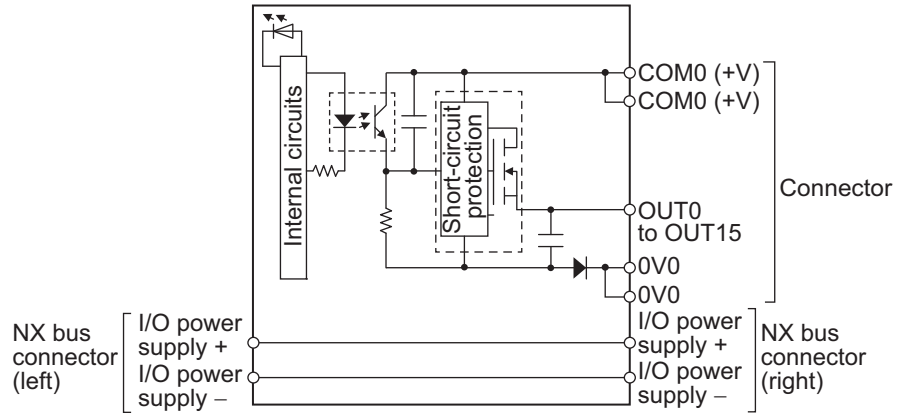 Internal circuits
Short-circuit
protection
COM0 (+V)
COM0 (+V)
Connector
OUT0
to OUT15
0V0
0V0
NX bus
connector
(left)
I/O power
supply +
I/O power
supply –
I/O power
supply +
I/O power
supply –
NX bus
connector
(right)